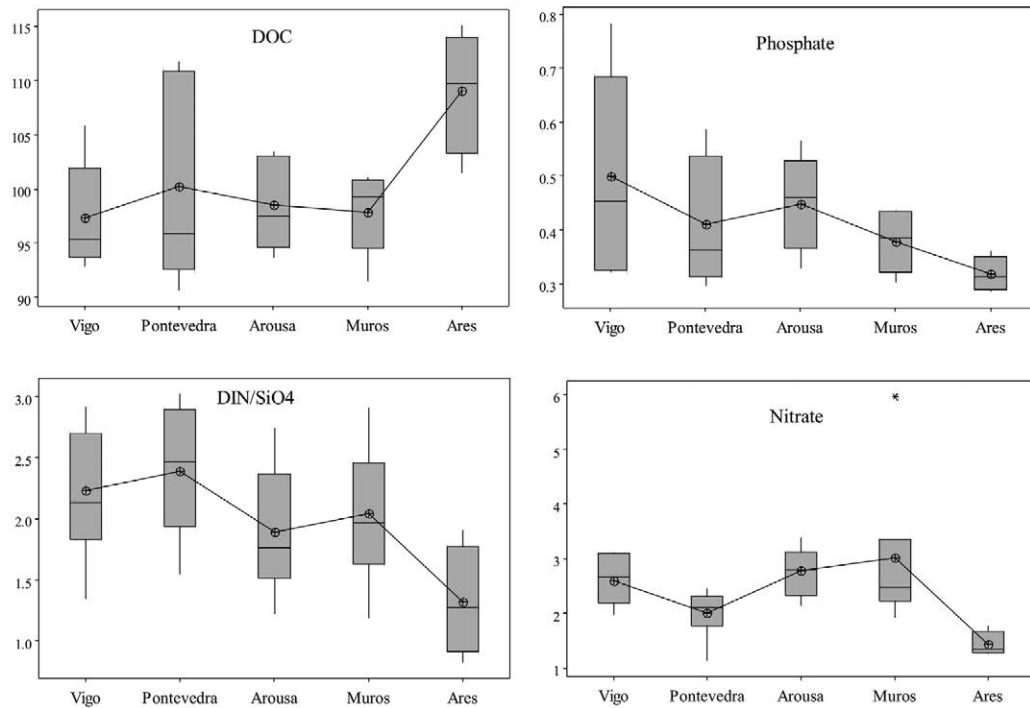 DOC
115
110
105
100
95
90
Vigo Pontevedra Arousa Muros Ares
Phosphate
0.8
0.7
0.6
0.5
0.4
0.3
Vigo Pontevedra Arousa Muros Ares
DIN/SiO4
3.0
2.5
2.0
1.5
1.0
Vigo Pontevedra Arousa Muros Ares
Nitrate
6
5
4
3
2
1
Vigo Pontevedra Arousa Muros Ares